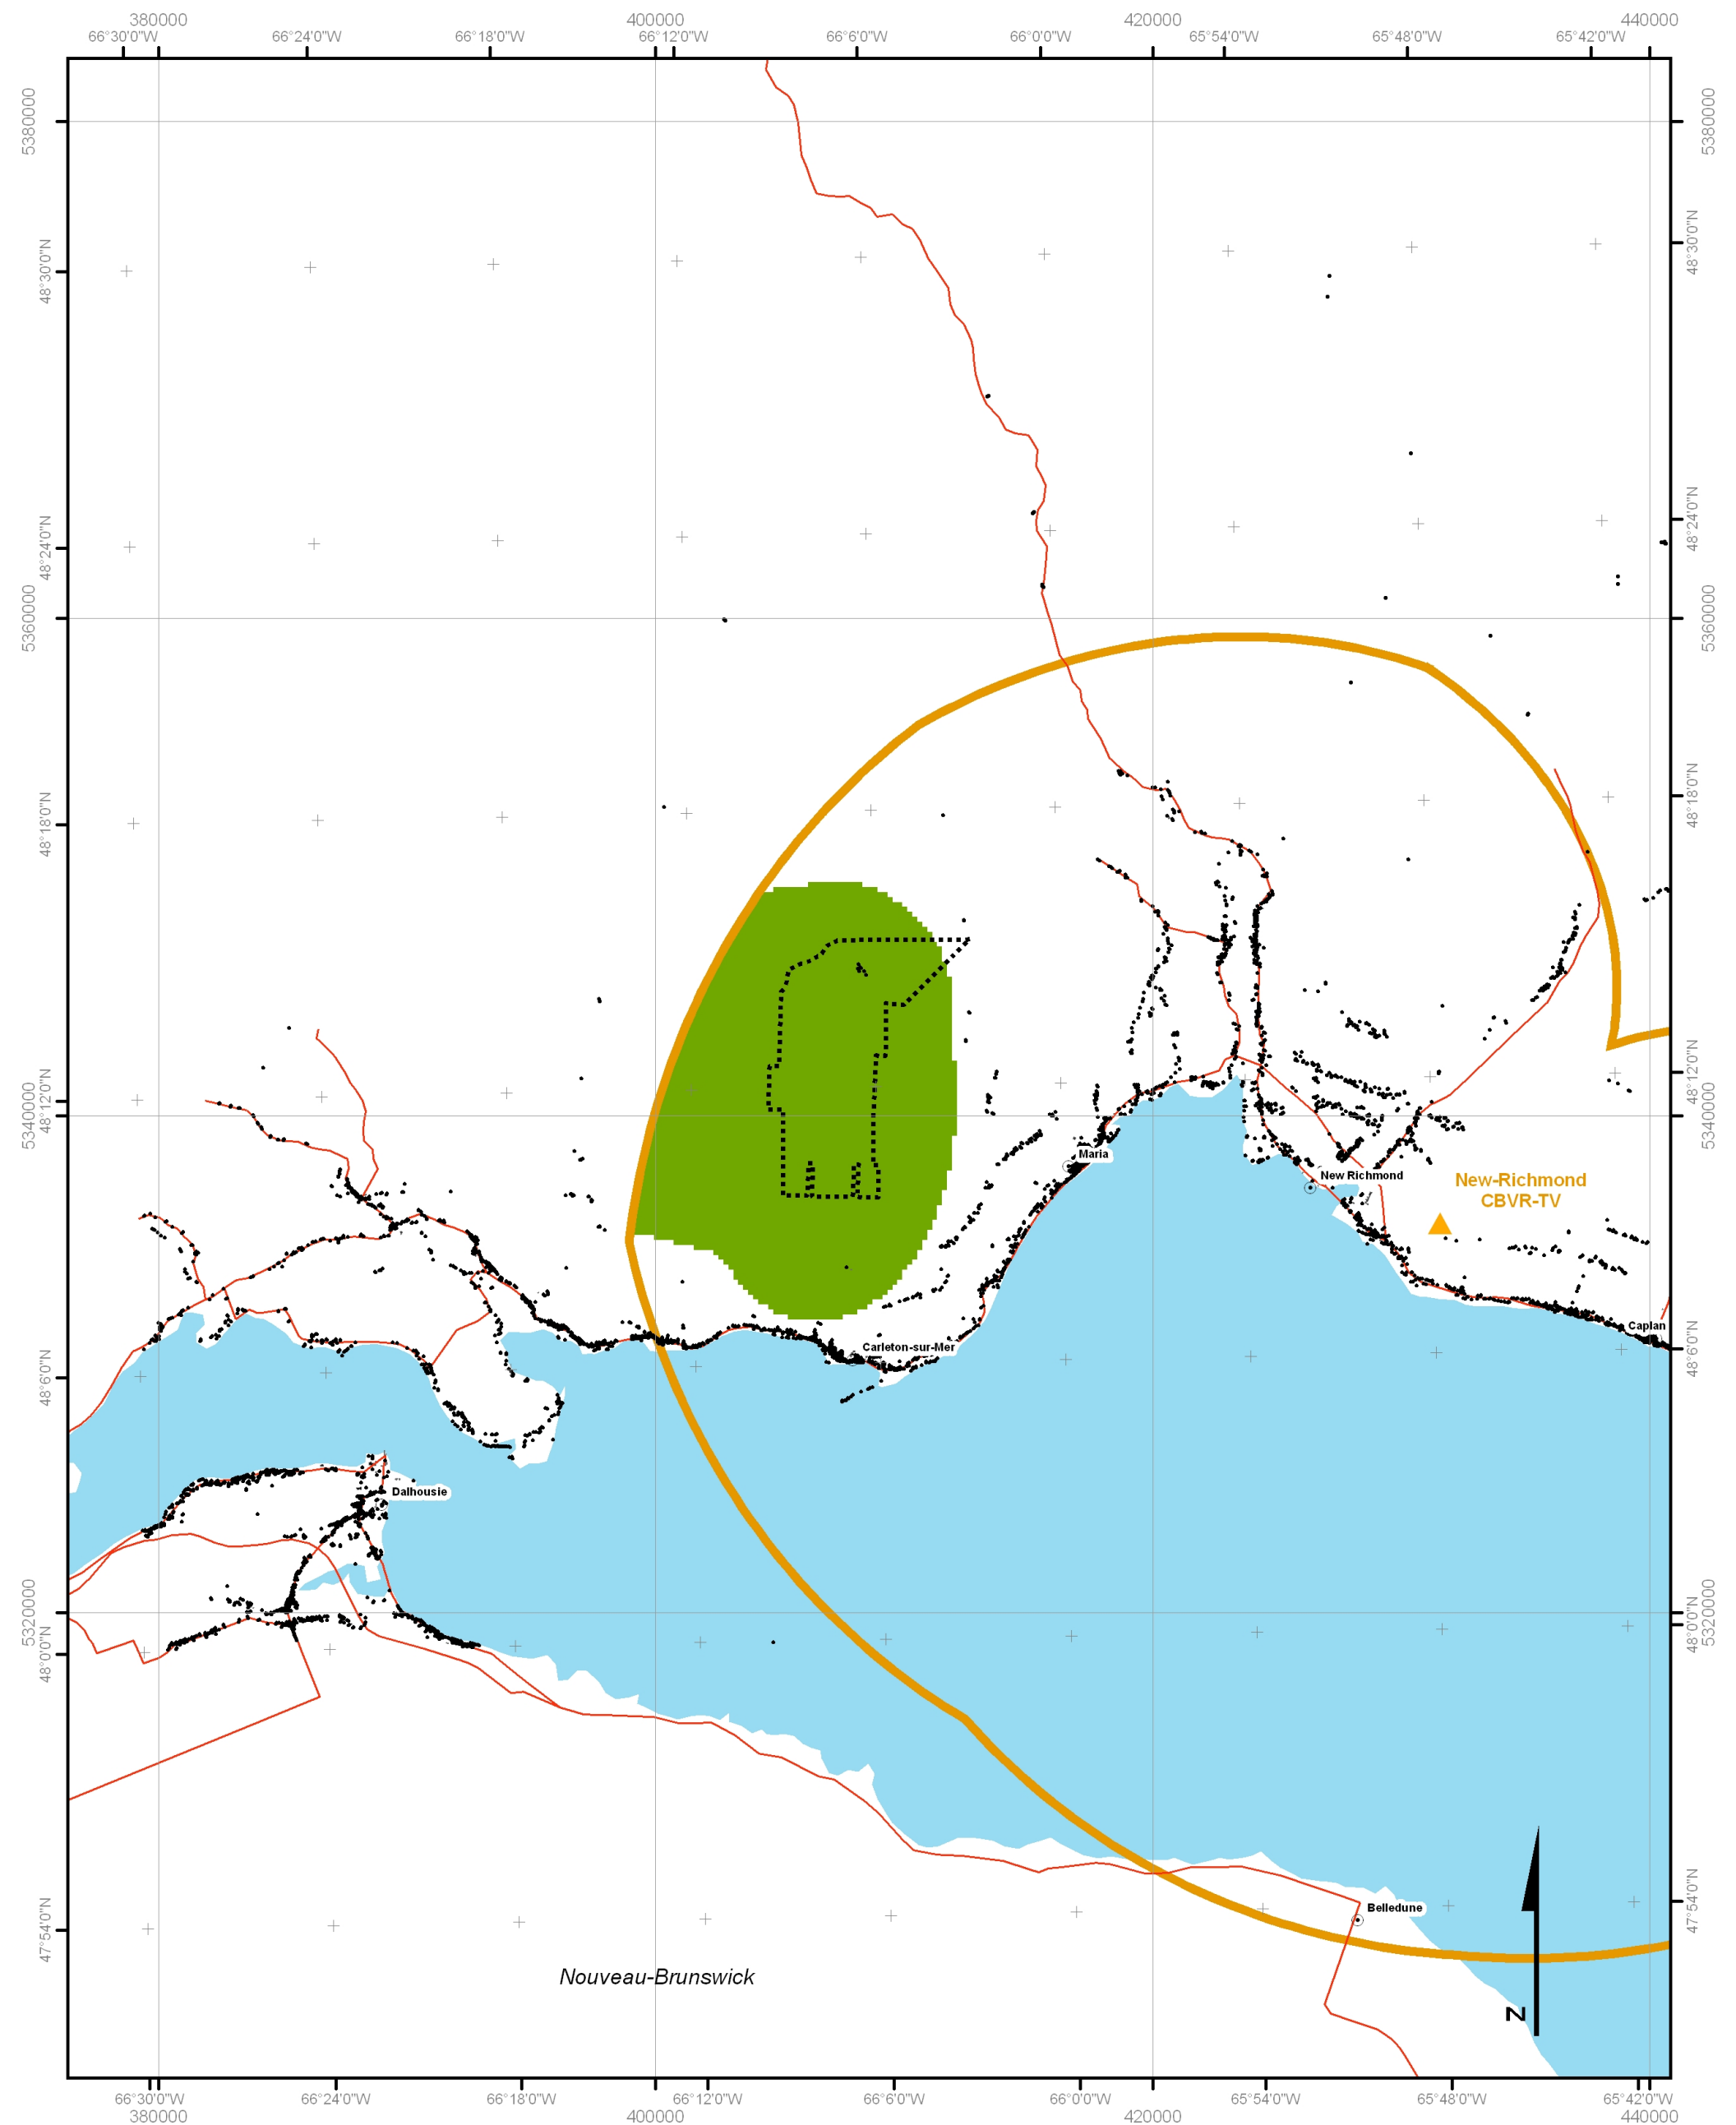 380000 400000 420000 440000
66°30'0"W 66°24'0"W 66°18'0"W 66°12'0"W 66°6'0"W 66°0'0"W 65°54'0"W 65°48'0"W 65°42'0"W
5380000 5380000
48°30'0"N 48°30'0"N
48°24'0"N 48°24'0"N
5360000 5360000
48°18'0"N 48°18'0"N
48°12'0"N 48°12'0"N
5340000 5340000
Maria
New Richmond
New-Richmond
CBVR-TV
Caplan
Carleton-sur-Mer
48°6'0"N 48°6'0"N
Dalhousie
5320000 5320000
48°0'0"N 48°0'0"N
Belledune
47°54'0"N 47°54'0"N
Nouveau-Brunswick
N
66°30'0"W 66°24'0"W 66°18'0"W 66°12'0"W 66°6'0"W 66°0'0"W 65°54'0"W 65°48'0"W 65°42'0"W
380000 400000 420000 440000